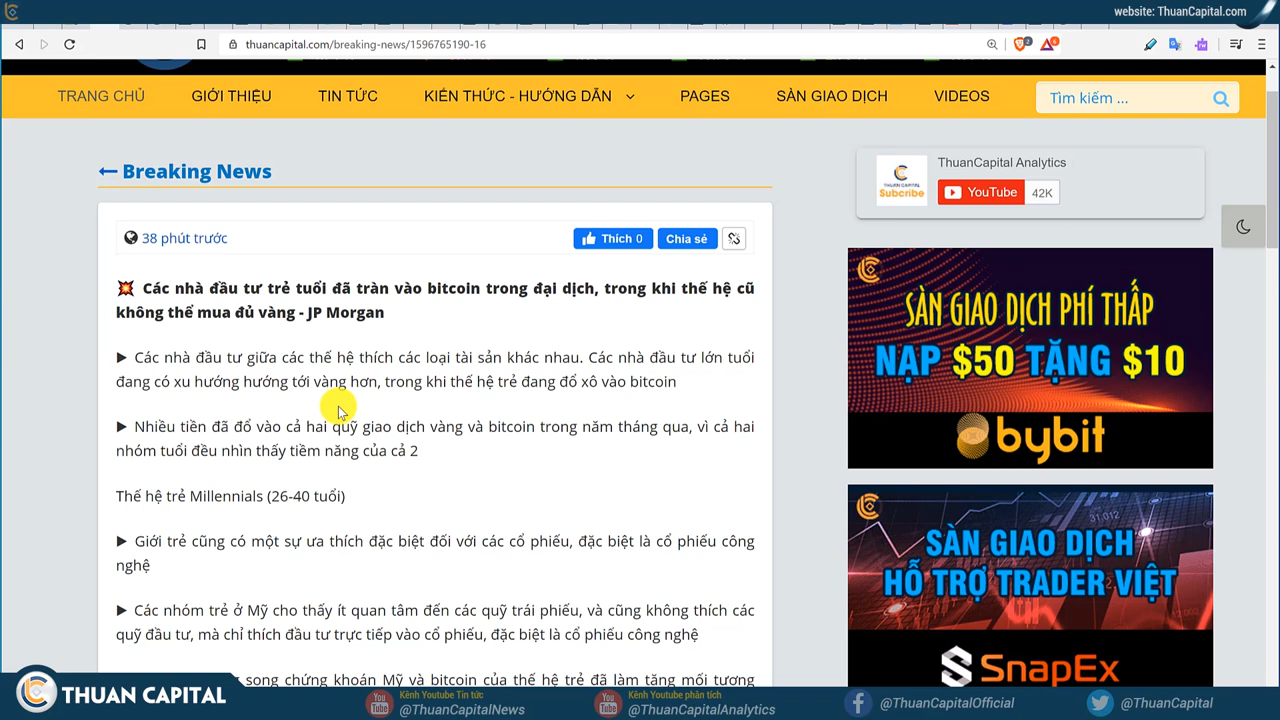 website: ThuanCapital.com
thuancapital.com/breaking-news/1596765190-16
2
6
TRANG CHỦ
GIỚI THIỆU
TIN TỨC
KIẾN THỨC - HƯỚNG DẪN
PAGES
SÀN GIAO DỊCH
VIDEOS
Tìm kiếm ...
Breaking News
38 phút trước
Thích 0
Chia sẻ
💥 Các nhà đầu tư trẻ tuổi đã tràn vào bitcoin trong đại dịch, trong khi thế hệ cũ
không thể mua đủ vàng - JP Morgan
► Các nhà đầu tư giữa các thế hệ thích các loại tài sản khác nhau. Các nhà đầu tư lớn tuổi
đang có xu hướng hướng tới vàng hơn, trong khi thế hệ trẻ đang đổ xô vào bitcoin
► Nhiều tiền đã đổ vào cả hai quỹ giao dịch vàng và bitcoin trong năm tháng qua, vì cả hai
nhóm tuổi đều nhìn thấy tiềm năng của cả 2
Thế hệ trẻ Millennials (26-40 tuổi)
► Giới trẻ cũng có một sự ưa thích đặc biệt đối với các cổ phiếu, đặc biệt là cổ phiếu công
nghệ
► Các nhóm trẻ ở Mỹ cho thấy ít quan tâm đến các quỹ trái phiếu, và cũng không thích các
quỹ đầu tư, mà chỉ thích đầu tư trực tiếp vào cổ phiếu, đặc biệt là cổ phiếu công nghệ
song chứng khoán Mỹ và bitcoin của thế hệ trẻ đã làm tăng mối tương
THUAN CAPITAL
Subcribe
ThuanCapital Analytics
YouTube
42K
SÀN GIAO DỊCH PHÍ THẤP
NẠP $50 TẶNG $10
bybit
31.012
SÀN GIAO DỊCH
HỖ TRỢ TRADER VIỆT
SnapEx
THUAN CAPITAL
You
Tube
Kênh Youtube Tin tức
@ThuanCapitalNews
You
Tube
Kênh Youtube phân tích
@ThuanCapitalAnalytics
@ThuanCapitalOfficial
@ThuanCapital